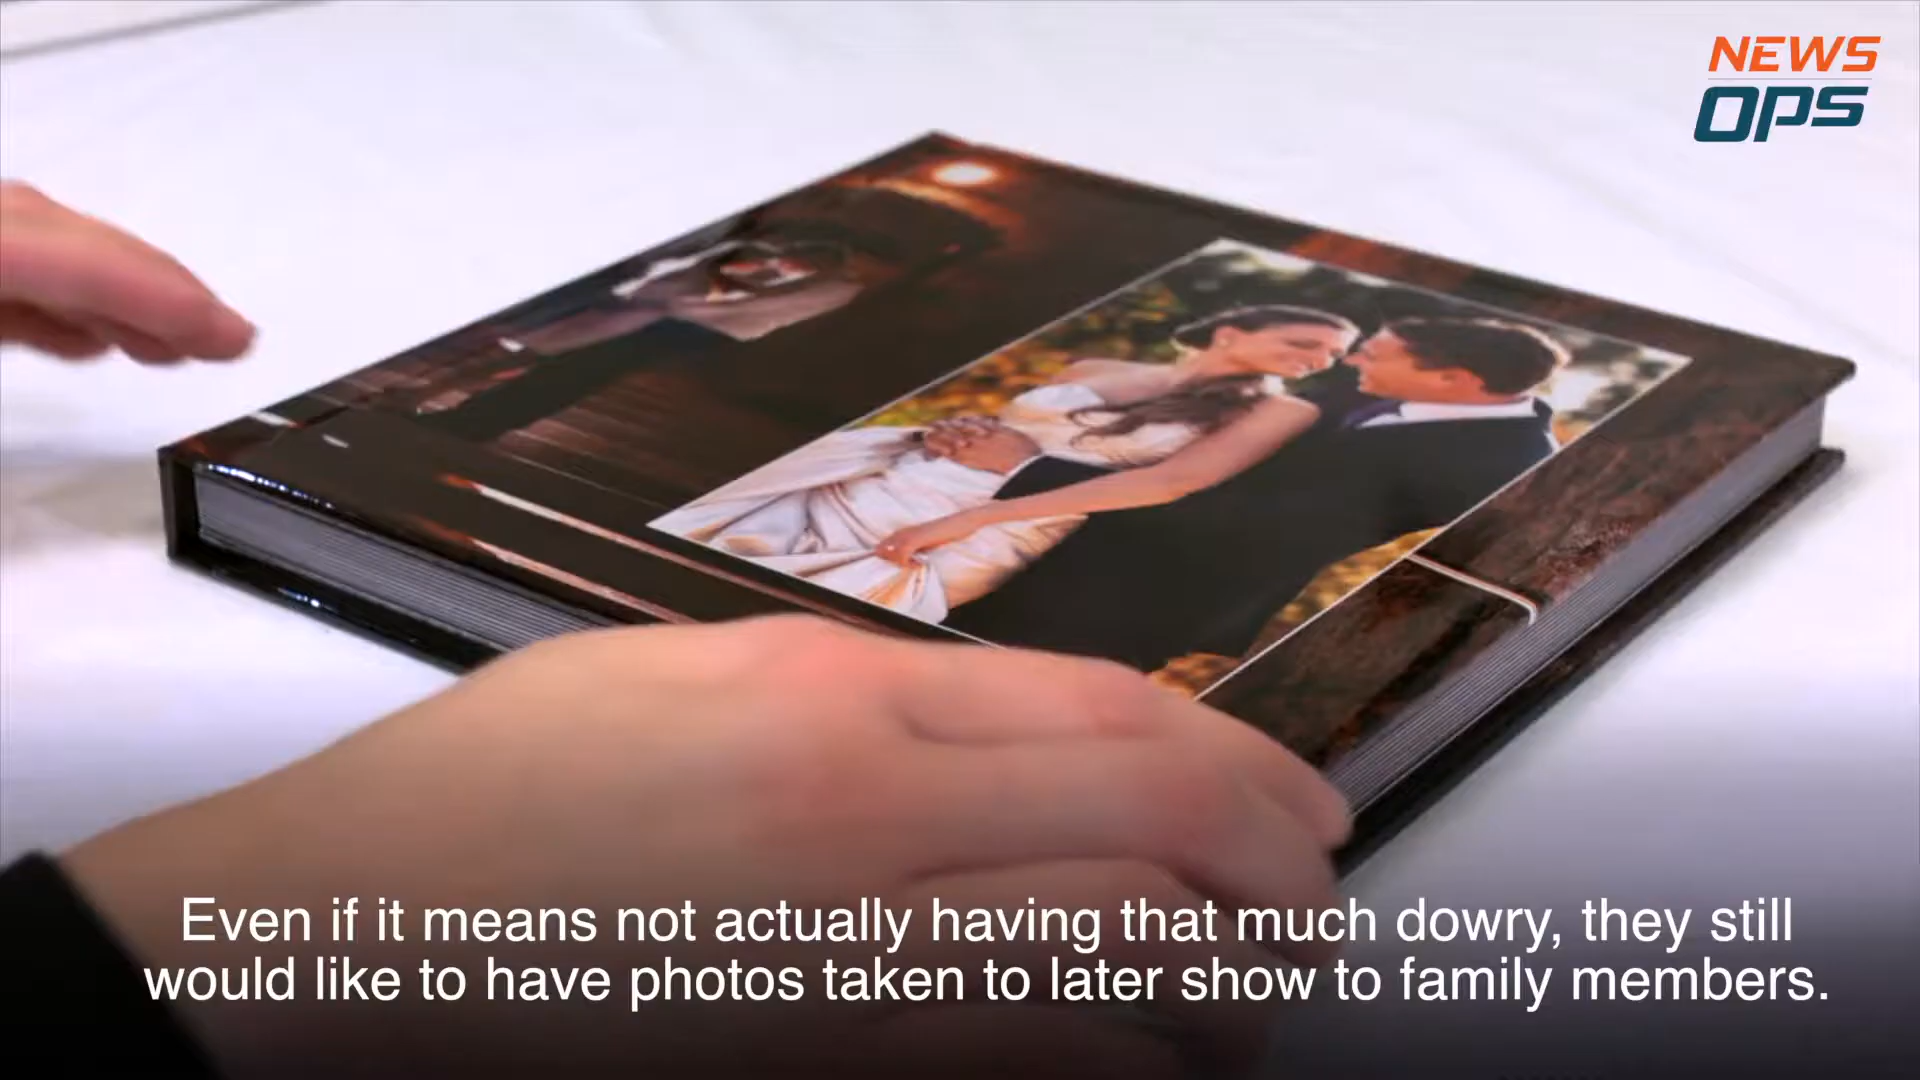 NEWS
OPS
Even if it means not actually having that much dowry, they still
would like to have photos taken to later show to family members.